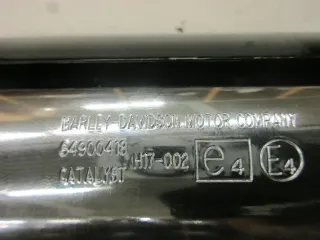 HARLEY-DAVIDSON MOTOR COMPANY
64900418 1H17-002 e4 E4
CATALYST